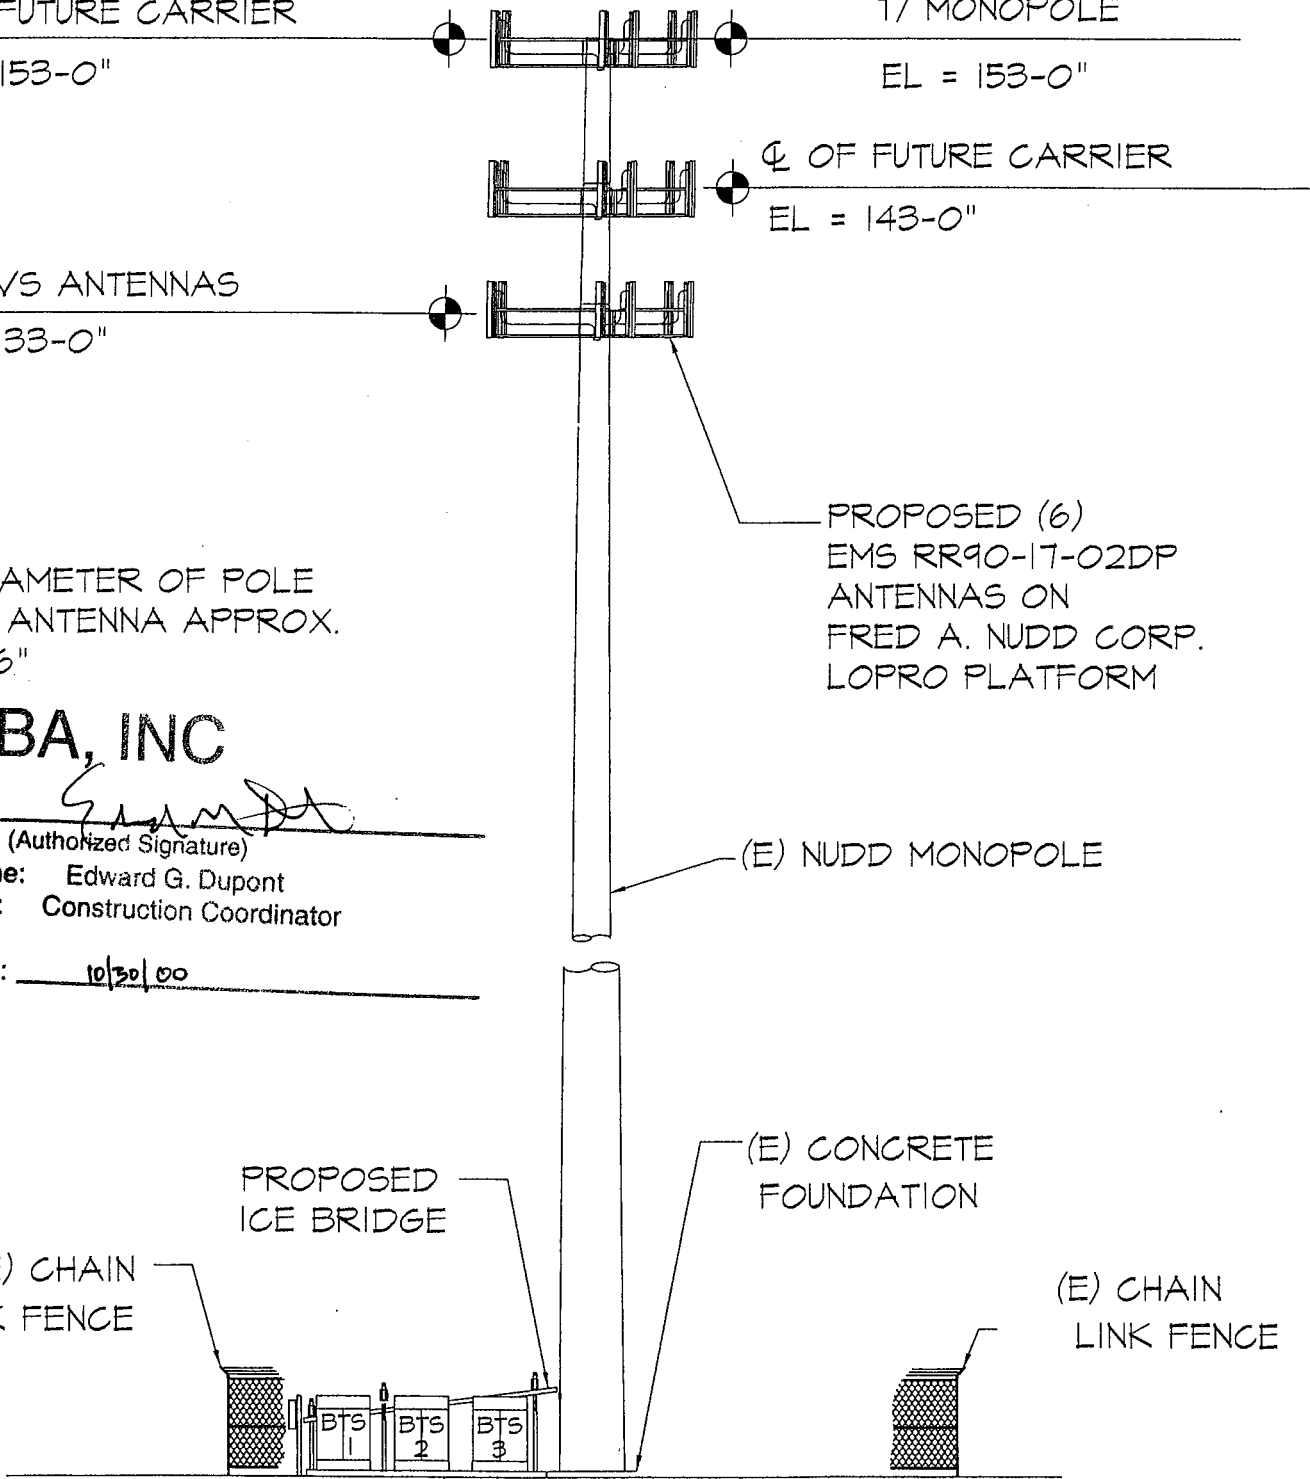 FUTURE CARRIER
153-0"
T/ MONOPOLE
EL = 153-0"
℄ OF FUTURE CARRIER
EL = 143-0"
VS ANTENNAS
33-0"
PROPOSED (6)
EMS RR90-17-02DP
ANTENNAS ON
FRED A. NUDD CORP.
LOPRO PLATFORM
AMETER OF POLE
ANTENNA APPROX.
6"
BA, INC
(Authorized Signature)
e: Edward G. Dupont
: Construction Coordinator
: 10/30/00
(E) NUDD MONOPOLE
(E) CONCRETE
FOUNDATION
PROPOSED
ICE BRIDGE
) CHAIN
K FENCE
(E) CHAIN
LINK FENCE
BTS
1
BTS
2
BTS
3